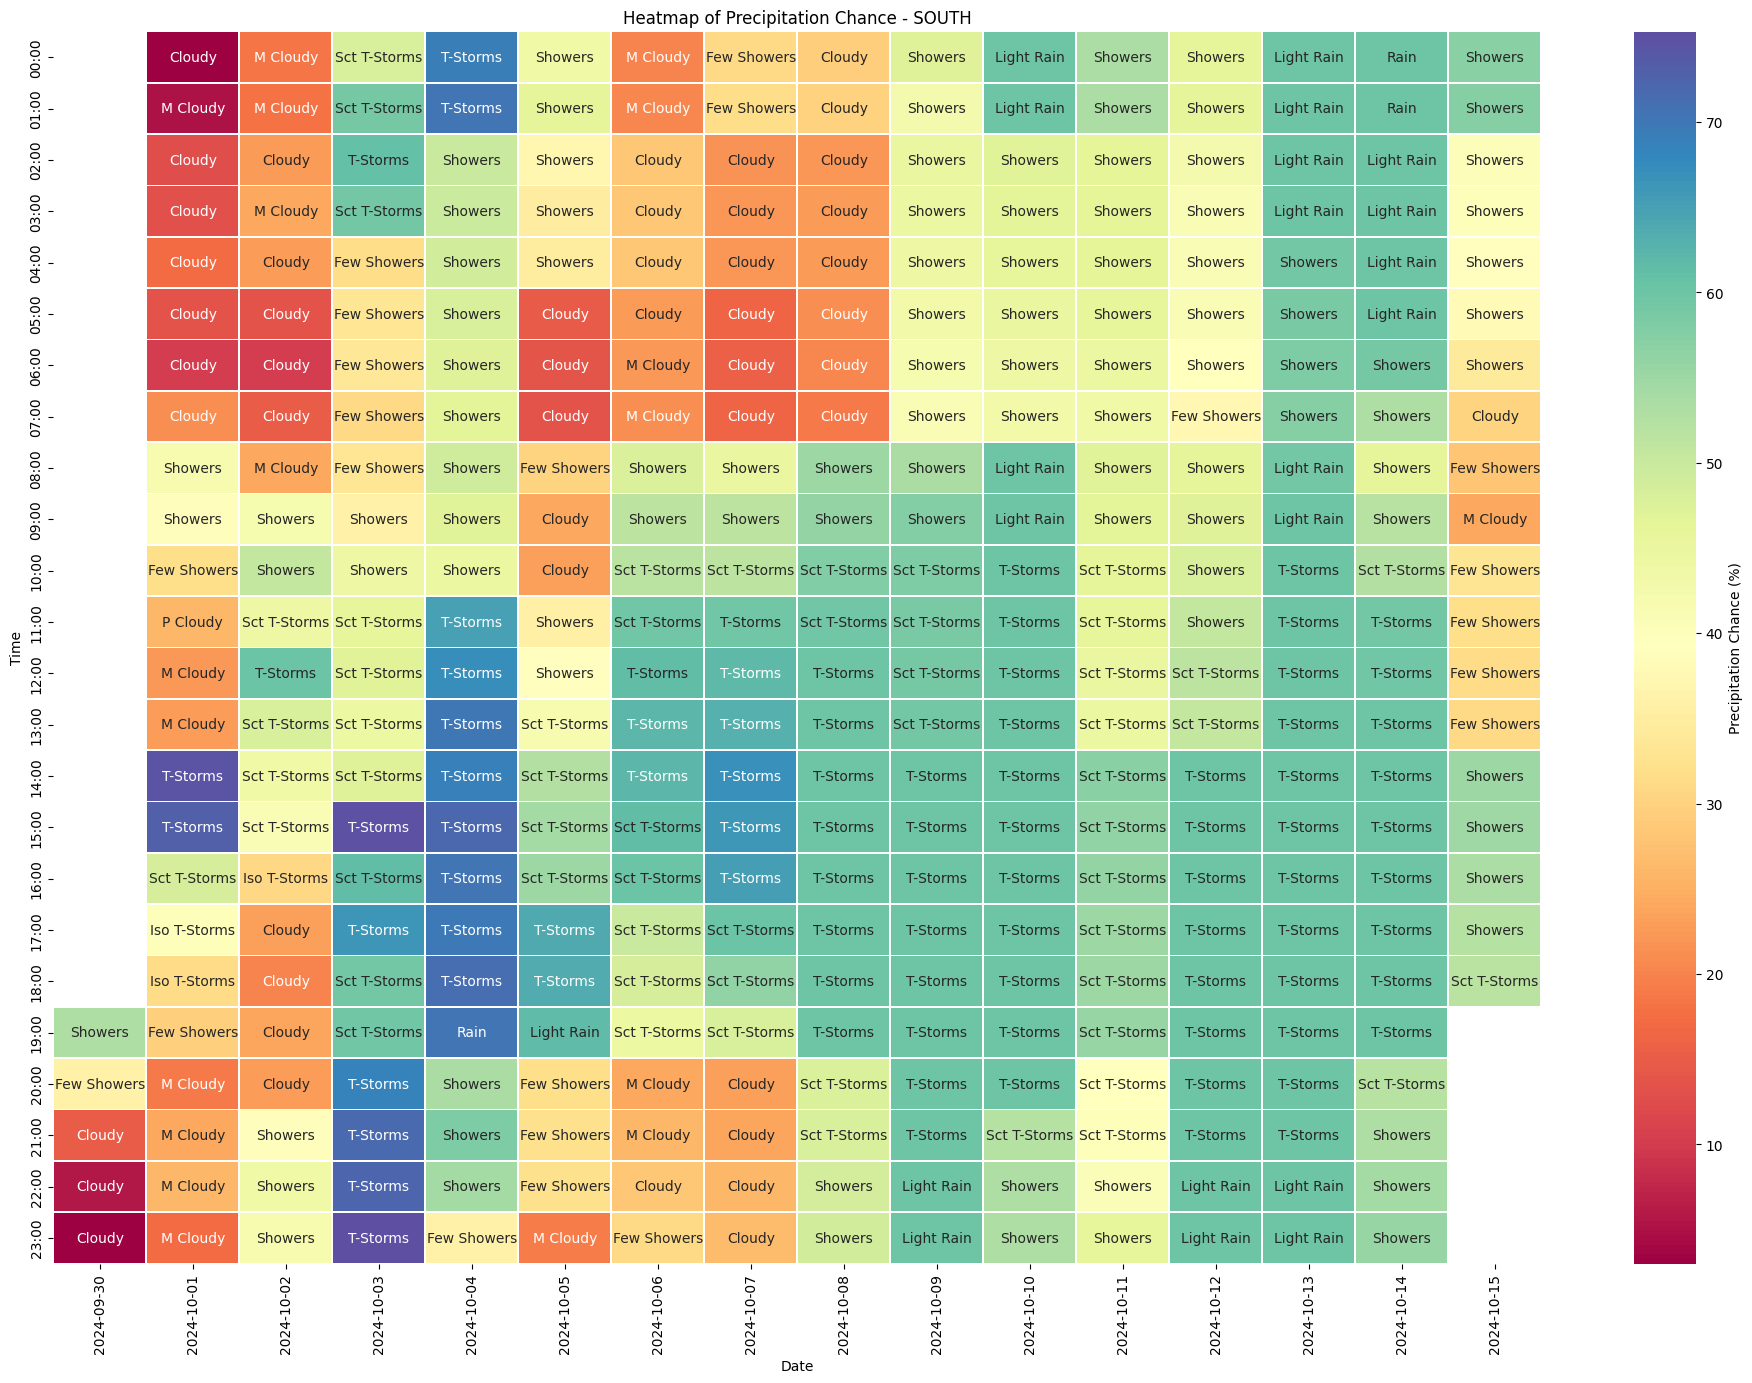 Heatmap of Precipitation Chance - SOUTH
00:00 Cloudy M Cloudy Sct T-Storms T-Storms Showers M Cloudy Few Showers Cloudy Showers Light Rain Showers Showers Light Rain Rain Showers
01:00 M Cloudy M Cloudy Sct T-Storms T-Storms Showers M Cloudy Few Showers Cloudy Showers Light Rain Showers Showers Light Rain Rain Showers
02:00 Cloudy Cloudy T-Storms Showers Showers Cloudy Cloudy Cloudy Showers Showers Showers Showers Light Rain Light Rain Showers
03:00 Cloudy M Cloudy Sct T-Storms Showers Showers Cloudy Cloudy Cloudy Showers Showers Showers Showers Light Rain Light Rain Showers
04:00 Cloudy Cloudy Few Showers Showers Showers Cloudy Cloudy Cloudy Showers Showers Showers Showers Showers Light Rain Showers
05:00 Cloudy Cloudy Few Showers Showers Cloudy Cloudy Cloudy Cloudy Showers Showers Showers Showers Showers Light Rain Showers
06:00 Cloudy Cloudy Few Showers Showers Cloudy M Cloudy Cloudy Cloudy Showers Showers Showers Showers Showers Showers Showers
07:00 Cloudy Cloudy Few Showers Showers Cloudy M Cloudy Cloudy Cloudy Showers Showers Showers Few Showers Showers Showers Cloudy
08:00 Showers M Cloudy Few Showers Showers Few Showers Showers Showers Showers Showers Light Rain Showers Showers Light Rain Showers Few Showers
09:00 Showers Showers Showers Showers Cloudy Showers Showers Showers Showers Light Rain Showers Showers Light Rain Showers M Cloudy
10:00 Few Showers Showers Showers Showers Cloudy Sct T-Storms Sct T-Storms Sct T-Storms Sct T-Storms T-Storms Sct T-Storms Showers T-Storms Sct T-Storms Few Showers
11:00 P Cloudy Sct T-Storms Sct T-Storms T-Storms Showers Sct T-Storms T-Storms Sct T-Storms Sct T-Storms T-Storms Sct T-Storms Showers T-Storms T-Storms Few Showers
12:00 M Cloudy T-Storms Sct T-Storms T-Storms Showers T-Storms T-Storms T-Storms Sct T-Storms T-Storms Sct T-Storms Sct T-Storms T-Storms T-Storms Few Showers
13:00 M Cloudy Sct T-Storms Sct T-Storms T-Storms Sct T-Storms T-Storms T-Storms T-Storms Sct T-Storms T-Storms Sct T-Storms Sct T-Storms T-Storms T-Storms Few Showers
14:00 T-Storms Sct T-Storms Sct T-Storms T-Storms Sct T-Storms T-Storms T-Storms T-Storms T-Storms T-Storms Sct T-Storms T-Storms T-Storms T-Storms Showers
15:00 T-Storms Sct T-Storms T-Storms T-Storms Sct T-Storms Sct T-Storms T-Storms T-Storms T-Storms T-Storms Sct T-Storms T-Storms T-Storms T-Storms Showers
16:00 Sct T-Storms Iso T-Storms Sct T-Storms T-Storms Sct T-Storms Sct T-Storms T-Storms T-Storms T-Storms T-Storms Sct T-Storms T-Storms T-Storms T-Storms Showers
17:00 Iso T-Storms Cloudy T-Storms T-Storms T-Storms Sct T-Storms Sct T-Storms T-Storms T-Storms T-Storms Sct T-Storms T-Storms T-Storms T-Storms Showers
18:00 Iso T-Storms Cloudy Sct T-Storms T-Storms T-Storms Sct T-Storms Sct T-Storms T-Storms T-Storms T-Storms Sct T-Storms T-Storms T-Storms T-Storms Sct T-Storms
19:00 Showers Few Showers Cloudy Sct T-Storms Rain Light Rain Sct T-Storms Sct T-Storms T-Storms T-Storms T-Storms Sct T-Storms T-Storms T-Storms T-Storms
20:00 Few Showers M Cloudy Cloudy T-Storms Showers Few Showers M Cloudy Cloudy Sct T-Storms T-Storms T-Storms Sct T-Storms T-Storms T-Storms Sct T-Storms
21:00 Cloudy M Cloudy Showers T-Storms Showers Few Showers M Cloudy Cloudy Sct T-Storms T-Storms Sct T-Storms Sct T-Storms T-Storms T-Storms Showers
22:00 Cloudy M Cloudy Showers T-Storms Showers Few Showers Cloudy Cloudy Showers Light Rain Showers Showers Light Rain Light Rain Showers
23:00 Cloudy M Cloudy Showers T-Storms Few Showers M Cloudy Few Showers Cloudy Showers Light Rain Showers Showers Light Rain Light Rain Showers
Time
2024-09-30 2024-10-01 2024-10-02 2024-10-03 2024-10-04 2024-10-05 2024-10-06 2024-10-07 2024-10-08 2024-10-09 2024-10-10 2024-10-11 2024-10-12 2024-10-13 2024-10-14 2024-10-15
Date
70
60
50
40
30
20
10
Precipitation Chance (%)